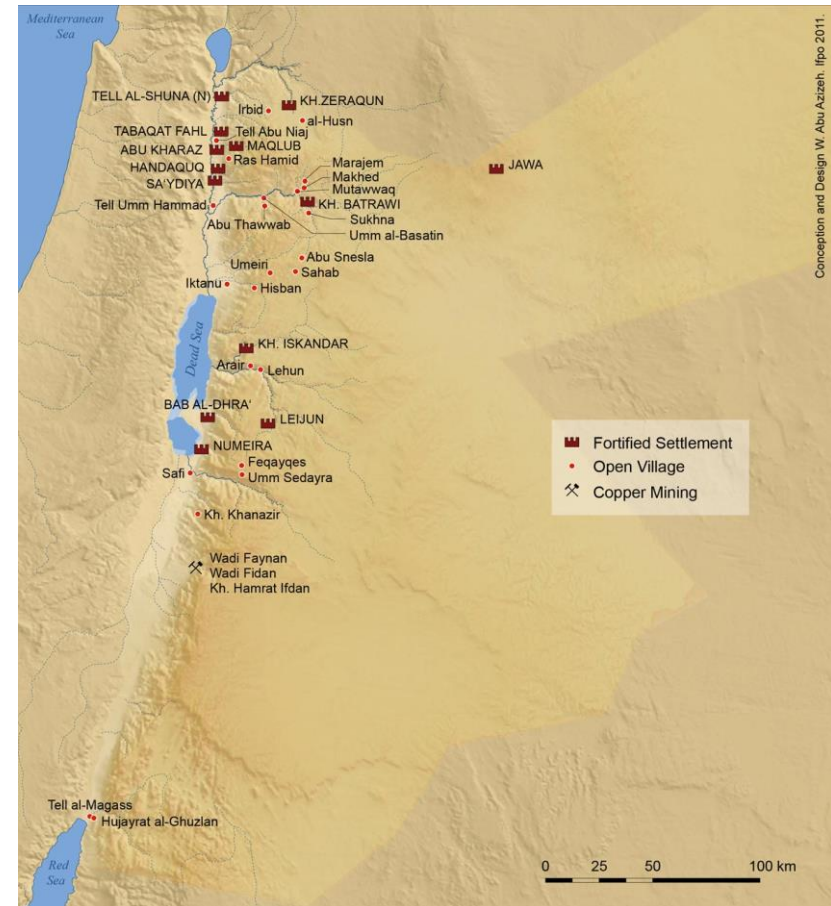 Mediterranean
Sea
TELL AL-SHUNA (N)
Irbid
KH.ZERAQUN
al-Husn
TABAQAT FAHL
Tell Abu Niaj
ABU KHARAZ
MAQLUB
HANDAQUQ
Ras Hamid
SA'YDIYA
Marajem
Makhed
Mutawwaq
JAWA
Tell Umm Hammad
KH. BATRAWI
Sukhna
Abu Thawwab
Umm al-Basatin
Abu Snesla
Umeiri
Sahab
Iktanu
Hisban
Dead Sea
KH. ISKANDAR
Arair
Lehun
BAB AL-DHRA'
LEIJUN
NUMEIRA
Feqayqes
Safi
Umm Sedayra
Kh. Khanazir
Wadi Faynan
Wadi Fidan
Kh. Hamrat Ifdan
Tell al-Magass
Hujayrat al-Ghuzlan
Red
Sea
Fortified Settlement
Open Village
Copper Mining
0 25 50 100 km
Conception and Design W. Abu Azizeh. Ifpo 2011.